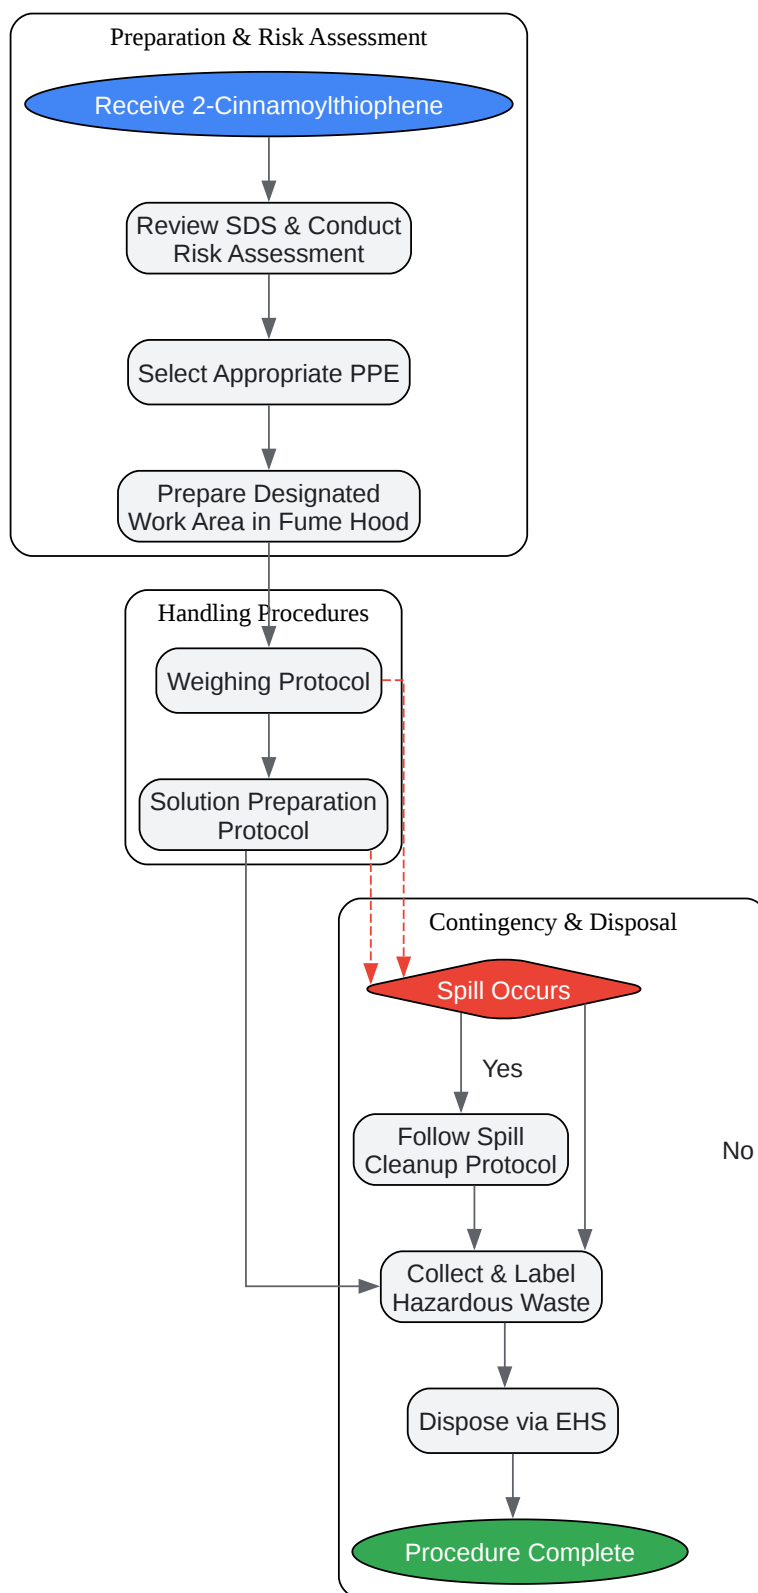 Preparation & Risk Assessment
Receive 2-Cinnamoylthiophene
Review SDS & Conduct
Risk Assessment
Select Appropriate PPE
Prepare Designated
Work Area in Fume Hood
Handling Procedures
Weighing Protocol
Solution Preparation
Protocol
Contingency & Disposal
Spill Occurs
Yes
Follow Spill
Cleanup Protocol
No
Collect & Label
Hazardous Waste
Dispose via EHS
Procedure Complete